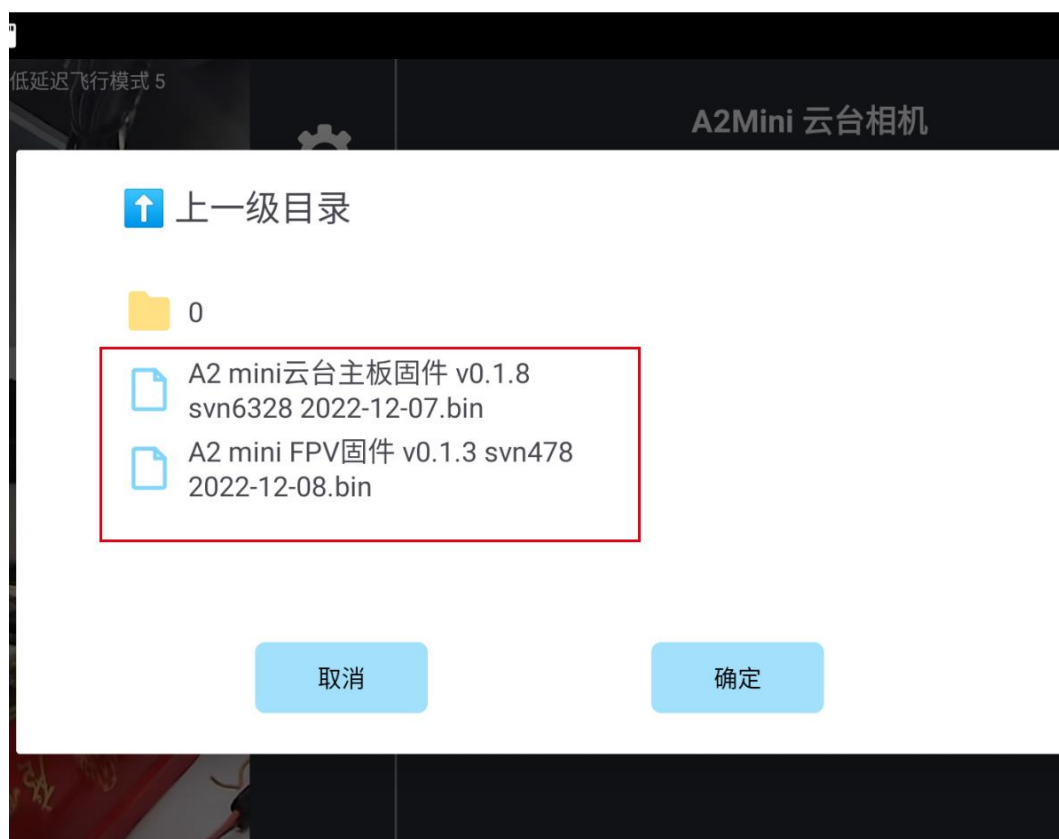 低延迟飞行模式 5
A2Mini 云台相机
上一级目录
0
A2 mini云台主板固件 v0.1.8
svn6328 2022-12-07.bin
A2 mini FPV固件 v0.1.3 svn478
2022-12-08.bin
取消
确定